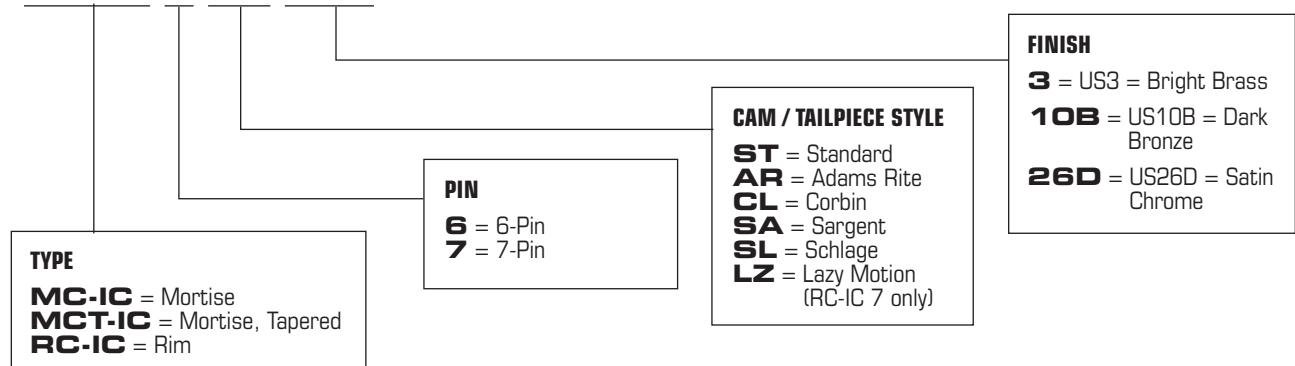 TYPE
MC-IC = Mortise
MCT-IC = Mortise, Tapered
RC-IC = Rim
PIN
6 = 6-Pin
7 = 7-Pin
CAM / TAILPIECE STYLE
ST = Standard
AR = Adams Rite
CL = Corbin
SA = Sargent
SL = Schlage
LZ = Lazy Motion
(RC-IC 7 only)
FINISH
3 = US3 = Bright Brass
10B = US10B = Dark
Bronze
26D = US26D = Satin
Chrome